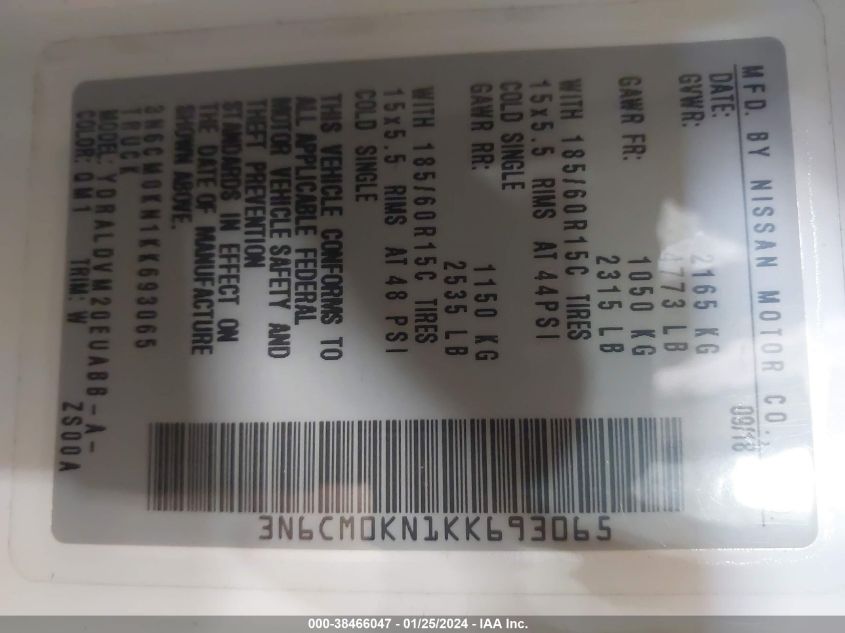 MFD. BY NISSAN MOTOR CO.,
DATE: 09/18
GVWR: 2165 KG
4773 LB
GAWR FR: 1050 KG
2315 LB
WITH 185/60R15C TIRES
15x5.5 RIMS AT 44PSI
COLD SINGLE
GAWR RR: 1150 KG
2535 LB
WITH 185/60R15C TIRES
15x5.5 RIMS AT 48 PSI
COLD SINGLE
THIS VEHICLE CONFORMS TO
ALL APPLICABLE FEDERAL
MOTOR VEHICLE SAFETY AND
THEFT PREVENTION
STANDARDS IN EFFECT ON
THE DATE OF MANUFACTURE
SHOWN ABOVE.
3N6CM0KN1KK693065
TRUCK
MODEL: YDRALDVM20EUABB-A-
ZS00A
COLOR: QM1 TRIM: W
3N6CM0KN1KK693065
000-38466047 - 01/25/2024 - IAA Inc.